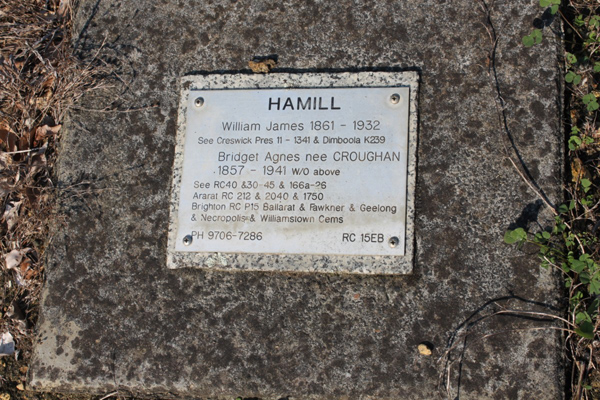 HAMILL
William James 1861 - 1932
See Creswick Pres 11 - 1341 & Dimboola K239
Bridget Agnes nee CROUGHAN
1857 - 1941 W/O above
See RC40 &30 45 & 166a-26
Ararat RC 212 & 2040 & 1750
Brighton RC P15 Ballarat & Fawkner & Geelong
& Necropolis & Williamstown Cems
PH 9706-7286 RC 15EB